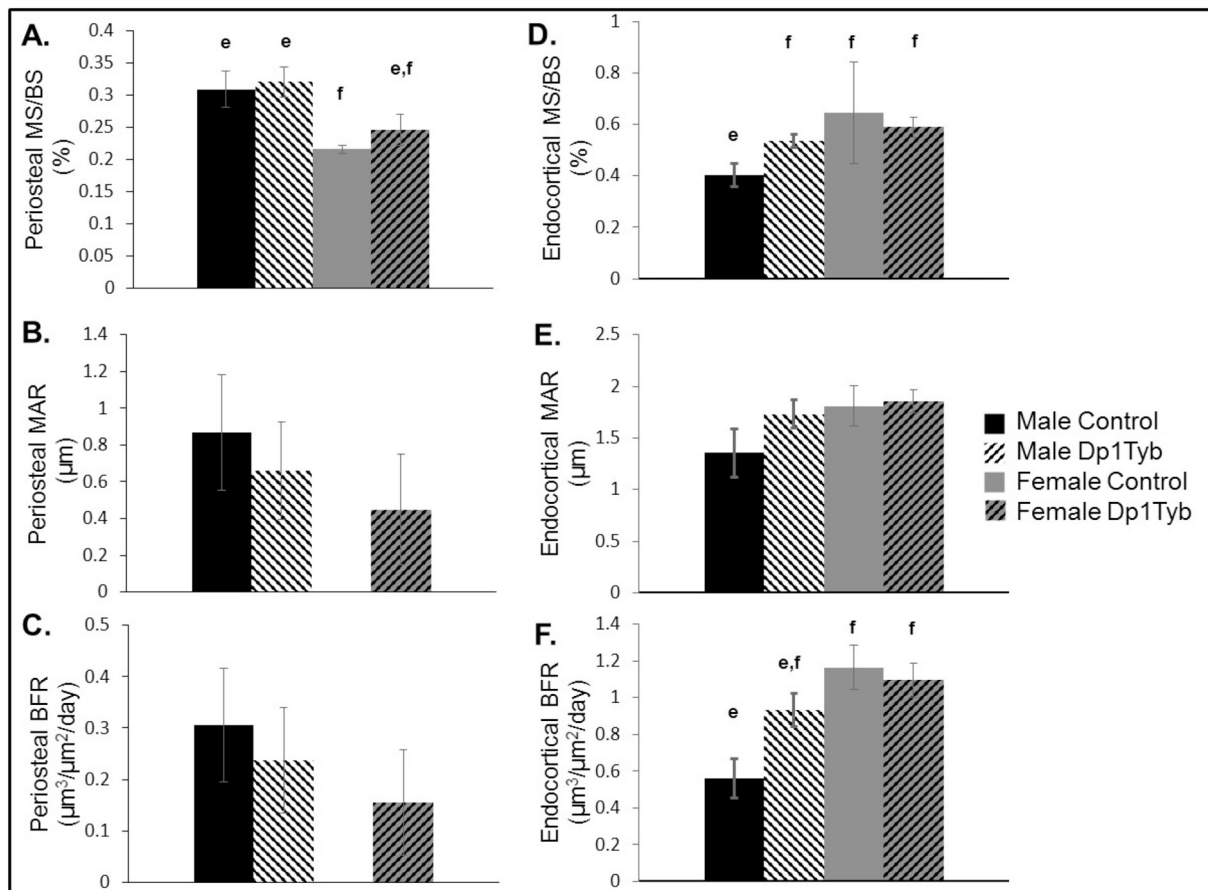 A.
Periosteal MS/BS
(%)
0.4
0.35
0.3
0.25
0.2
0.15
0.1
0.05
0
e
e
f
e,f
B.
Periosteal MAR
(µm)
1.4
1.2
1
0.8
0.6
0.4
0.2
0
C.
Periosteal BFR
(µm³/µm²/day)
0.5
0.4
0.3
0.2
0.1
0
D.
Endocortical MS/BS
(%)
1
0.8
0.6
0.4
0.2
0
e
f
f
f
E.
Endocortical MAR
(µm)
2.5
2
1.5
1
0.5
0
F.
Endocortical BFR
(µm³/µm²/day)
1.4
1.2
1
0.8
0.6
0.4
0.2
0
e
e,f
f
f
Male Control
Male Dp1Tyb
Female Control
Female Dp1Tyb